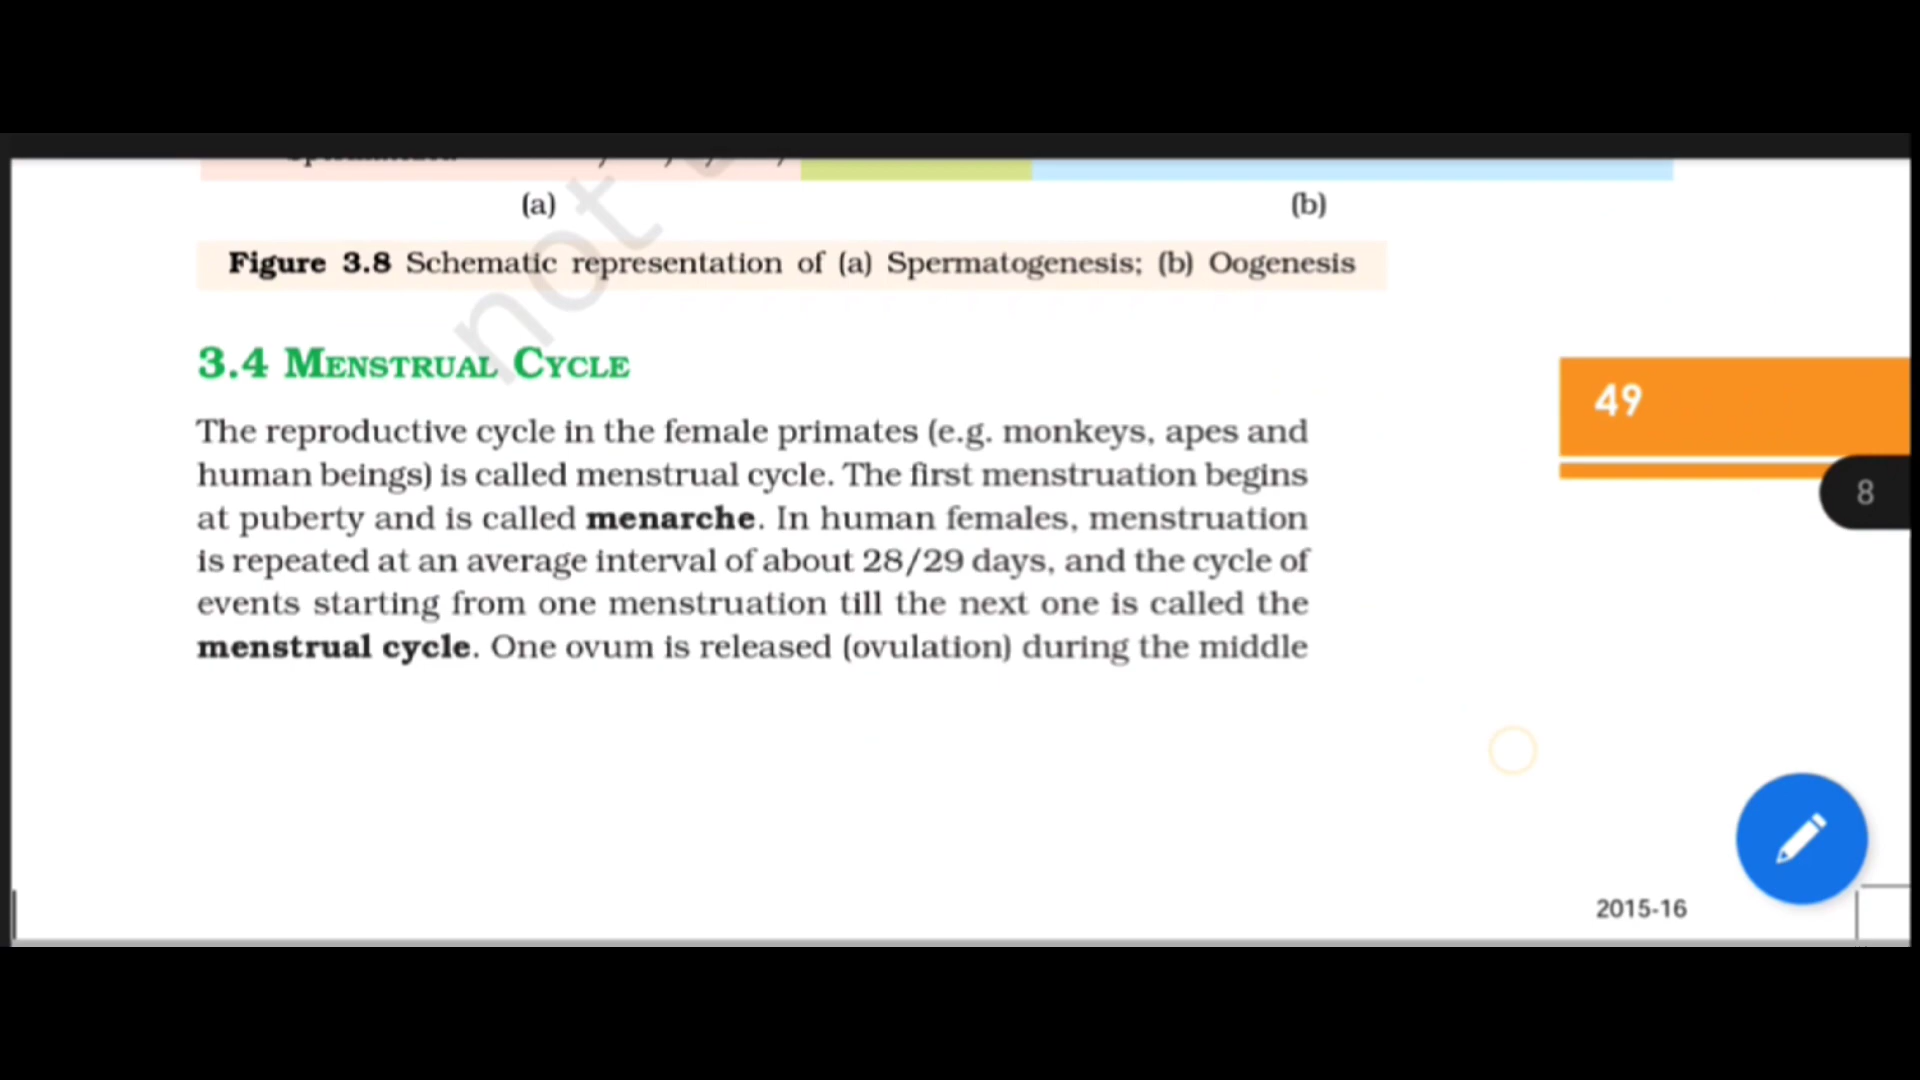 (a) (b)
Figure 3.8 Schematic representation of (a) Spermatogenesis; (b) Oogenesis
not
3.4 MENSTRUAL CYCLE
49
The reproductive cycle in the female primates (e.g. monkeys, apes and
human beings) is called menstrual cycle. The first menstruation begins
8
at puberty and is called menarche. In human females, menstruation
is repeated at an average interval of about 28/29 days, and the cycle of
events starting from one menstruation till the next one is called the
menstrual cycle. One ovum is released (ovulation) during the middle
2015-16